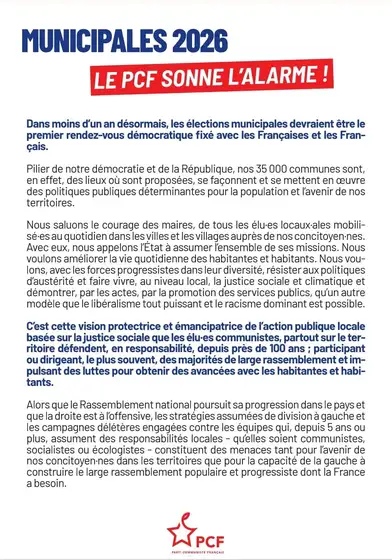 MUNICIPALES 2026
LE PCF SONNE L'ALARME !
Dans moins d'un an désormais, les élections municipales devraient être le
premier rendez-vous démocratique fixé avec les Françaises et les Fran-
çais.
Pilier de notre démocratie et de la République, nos 35 000 communes sont,
en effet, des lieux où sont proposées, se façonnent et se mettent en œuvre
des politiques publiques déterminantes pour la population et l'avenir de nos
territoires.
Nous saluons le courage des maires, de tous les élu·es locaux·ales mobili-
sé·es au quotidien dans les villes et les villages auprès de nos concitoyen·nes.
Avec eux, nous appelons l'État à assumer l'ensemble de ses missions. Nous
voulons améliorer la vie quotidienne des habitantes et habitants. Nous vou-
lons, avec les forces progressistes dans leur diversité, résister aux politiques
d'austérité et faire vivre, au niveau local, la justice sociale et climatique et
démontrer, par les actes, par la promotion des services publics, qu'un autre
modèle que le libéralisme tout puissant et le racisme dominant est possible.
C'est cette vision protectrice et émancipatrice de l'action publique locale
basée sur la justice sociale que les élu·es communistes, partout sur le ter-
ritoire défendent, en responsabilité, depuis près de 100 ans ; participant
ou dirigeant, le plus souvent, des majorités de large rassemblement et im-
pulsant des luttes pour obtenir des avancées avec les habitantes et habi-
tants.
Alors que le Rassemblement national poursuit sa progression dans le pays et
que la droite est à l'offensive, les stratégies assumées de division à gauche et
les campagnes délétères engagées contre les équipes qui, depuis 5 ans ou
plus, assument des responsabilités locales - qu'elles soient communistes,
socialistes ou écologistes - constituent des menaces tant pour l'avenir de
nos concitoyen·nes dans les territoires que pour la capacité de la gauche à
construire le large rassemblement populaire et progressiste dont la France
a besoin.
PCF
PARTI COMMUNISTE FRANÇAIS